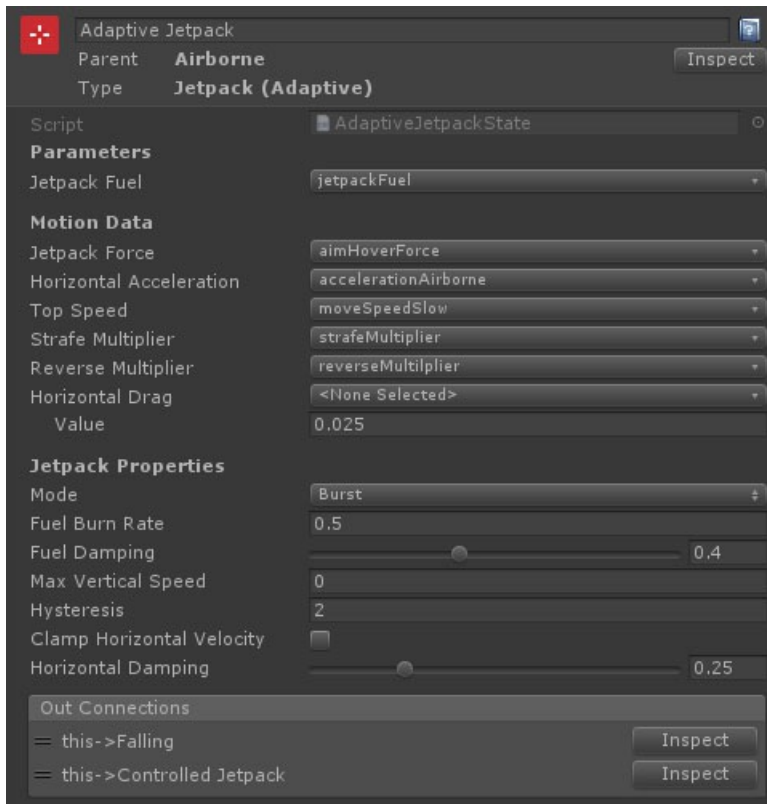 Adaptive Jetpack
Parent Airborne Inspect
Type Jetpack (Adaptive)
Script AdaptiveJetpackState
Parameters
Jetpack Fuel jetpackFuel
Motion Data
Jetpack Force aimHoverForce
Horizontal Acceleration accelerationAirborne
Top Speed moveSpeedSlow
Strafe Multiplier strafeMultiplier
Reverse Multiplier reverseMultilplier
Horizontal Drag <None Selected>
Value 0.025
Jetpack Properties
Mode Burst
Fuel Burn Rate 0.5
Fuel Damping 0.4
Max Vertical Speed 0
Hysteresis 2
Clamp Horizontal Velocity
Horizontal Damping 0.25
Out Connections
this->Falling Inspect
this->Controlled Jetpack Inspect